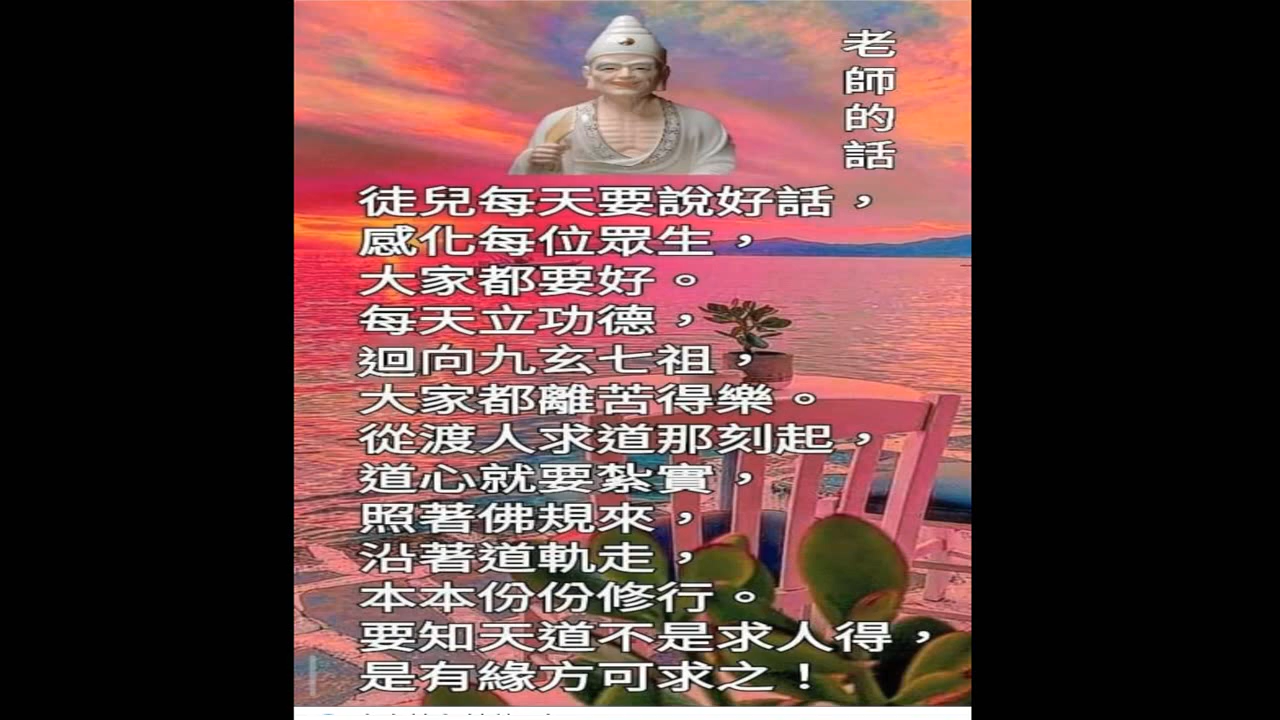 老師的話
徒兒每天要說好話，
感化每位眾生，
大家都要好。
每天立功德，
迴向九玄七祖，
大家都離苦得樂。
從渡人求道那刻起，
道心就要紮實，
照著佛規來，
沿著道軌走，
本本份份修行。
要知天道不是求人得，
是有緣方可求之！